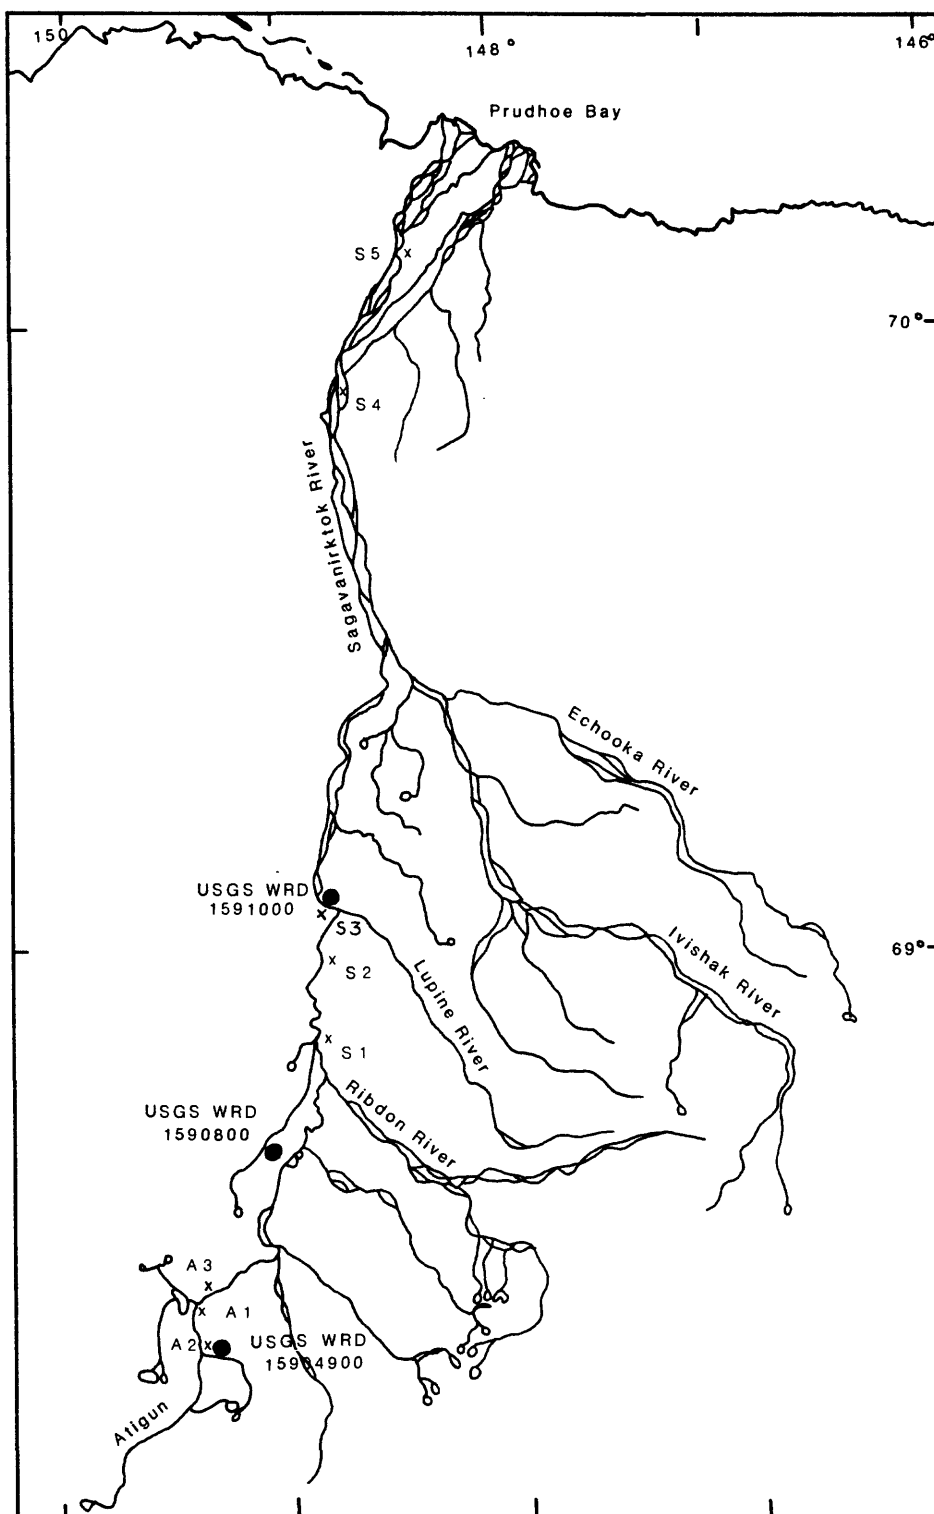 150
148°
146°
Prudhoe Bay
S5
70°
S4
Sagavanirktok River
Echooka River
USGS WRD
1591000
S3
Ivishak River
69°
S2
Lupine River
S1
Ribdon River
USGS WRD
1590800
A3
A1
A2
USGS WRD
15904900
Atigun